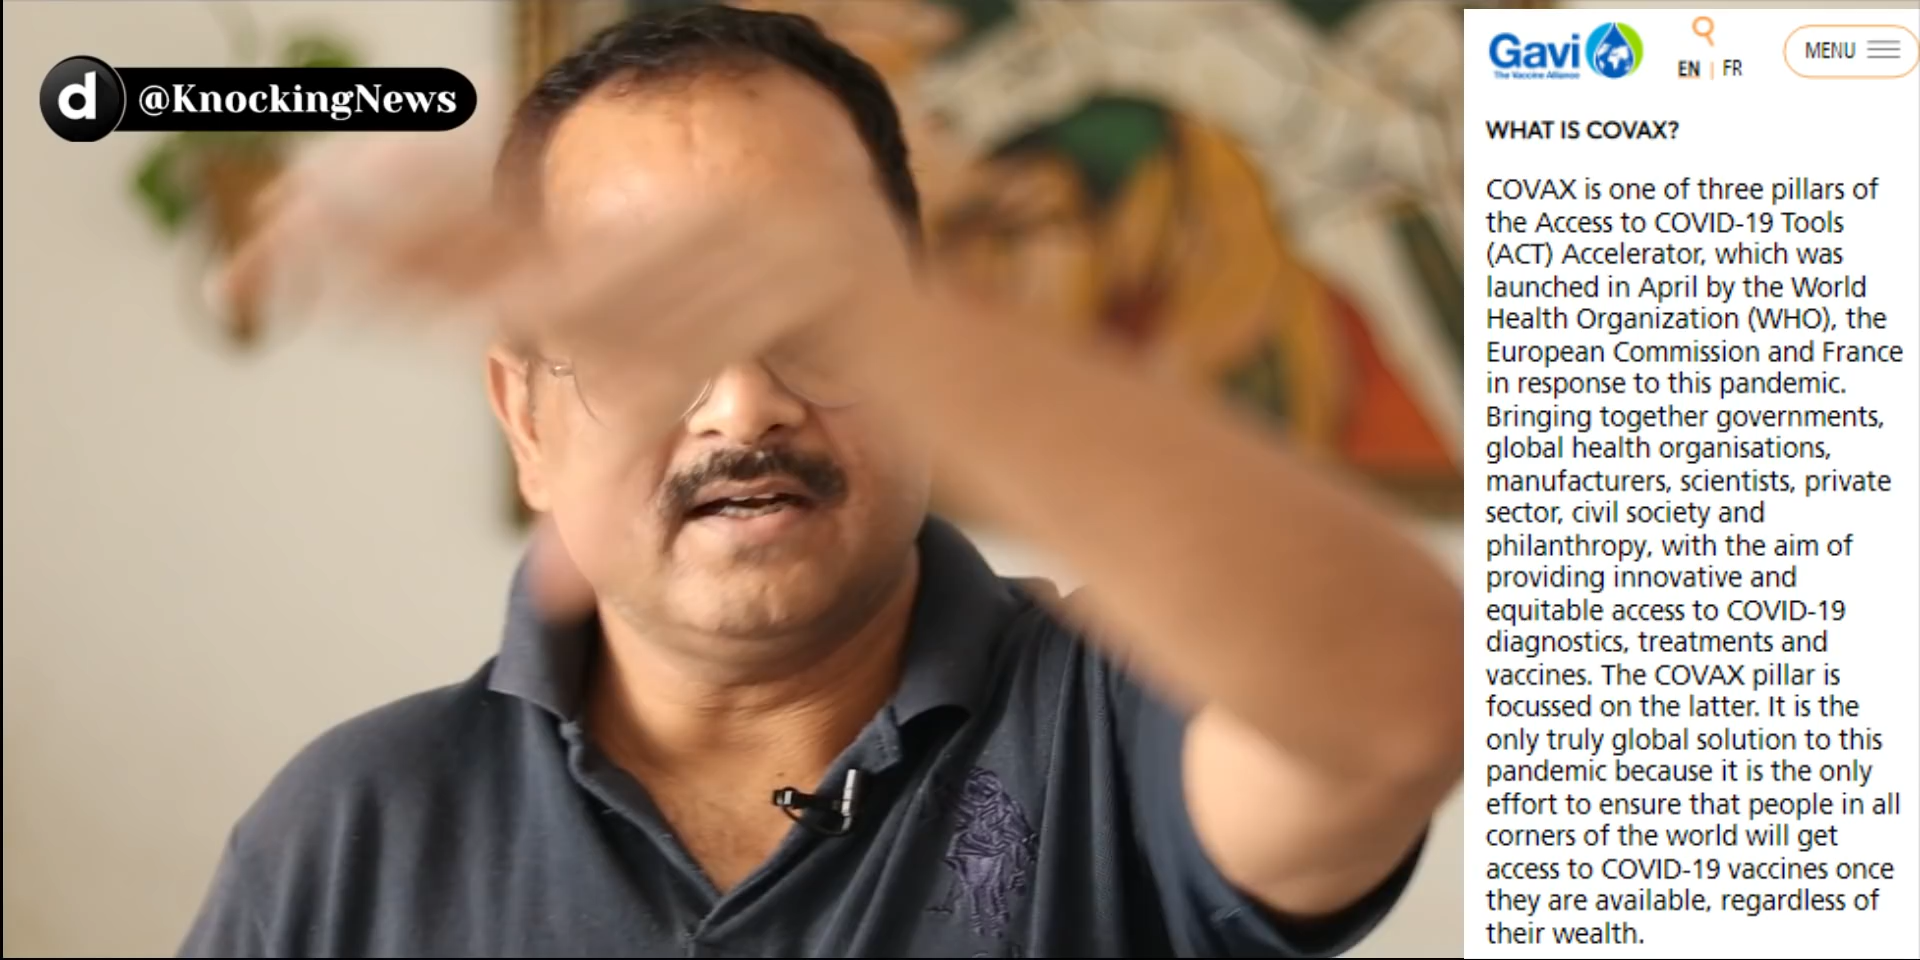 d @KnockingNews
Gavi
The Vaccine Alliance
EN | FR
MENU
WHAT IS COVAX?
COVAX is one of three pillars of
the Access to COVID-19 Tools
(ACT) Accelerator, which was
launched in April by the World
Health Organization (WHO), the
European Commission and France
in response to this pandemic.
Bringing together governments,
global health organisations,
manufacturers, scientists, private
sector, civil society and
philanthropy, with the aim of
providing innovative and
equitable access to COVID-19
diagnostics, treatments and
vaccines. The COVAX pillar is
focussed on the latter. It is the
only truly global solution to this
pandemic because it is the only
effort to ensure that people in all
corners of the world will get
access to COVID-19 vaccines once
they are available, regardless of
their wealth.